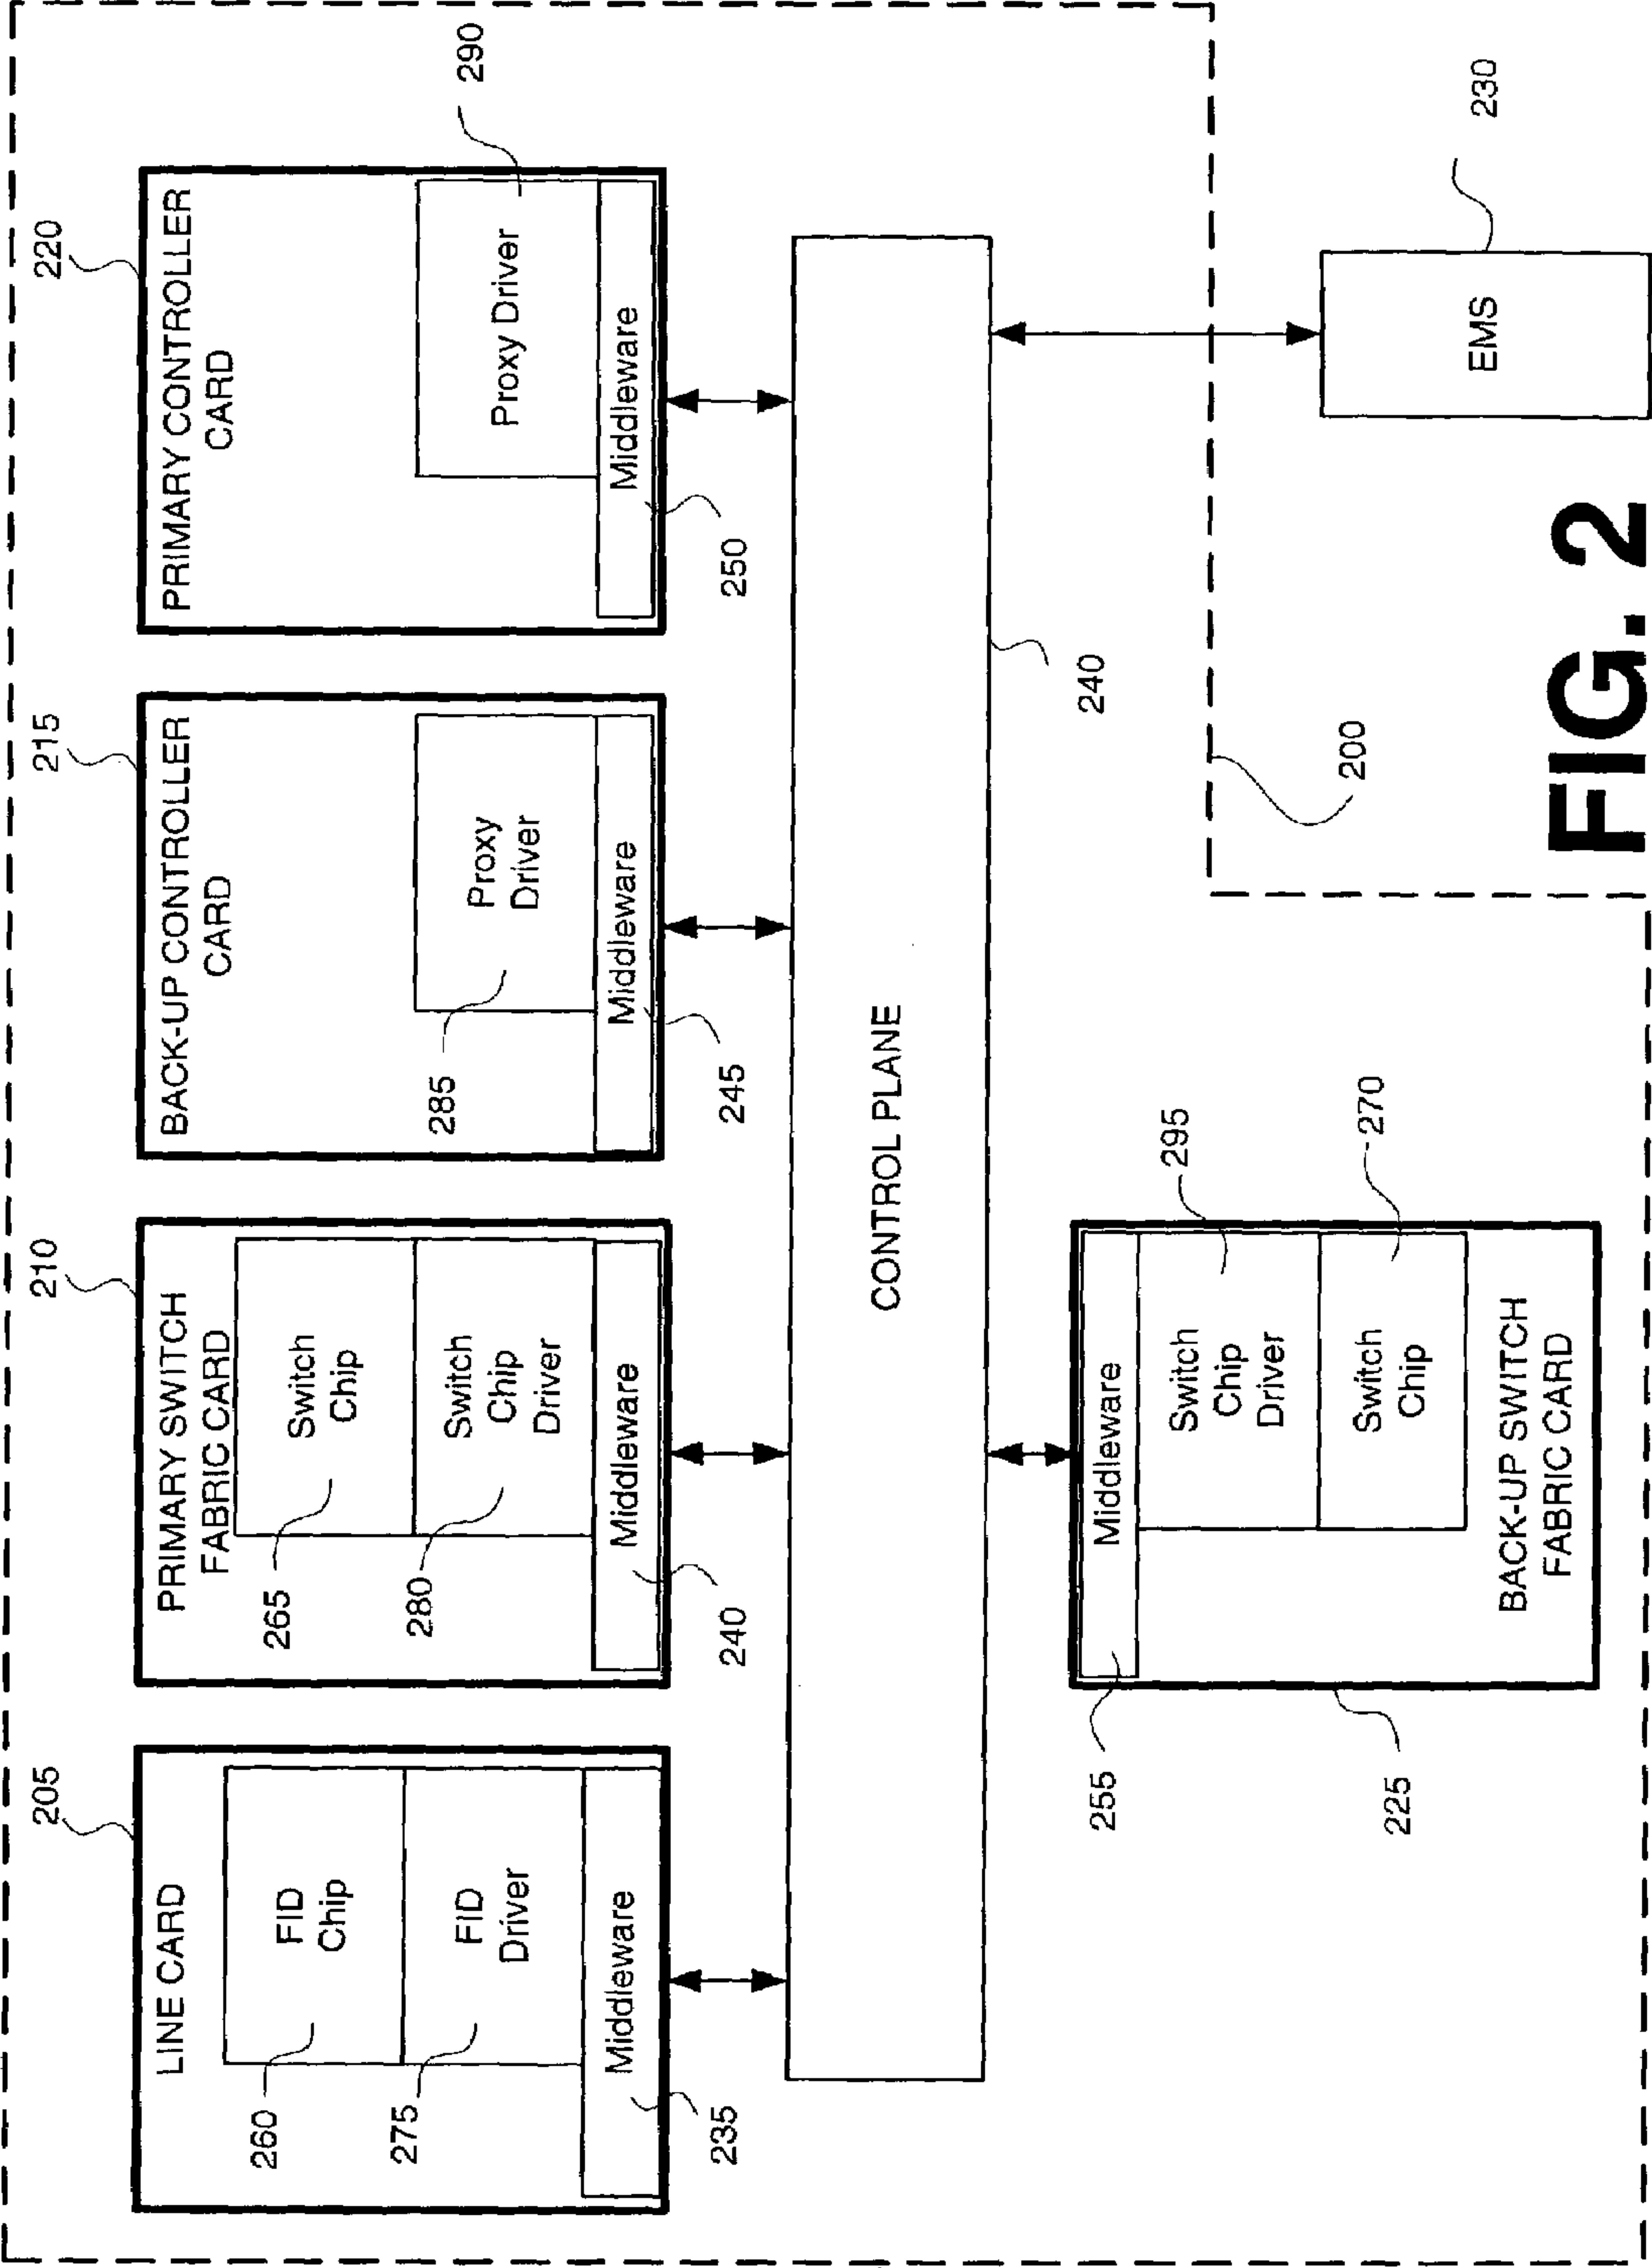 205
LINE CARD
FID
Chip
260
FID
Driver
275
Middleware
235
210
PRIMARY SWITCH
FABRIC CARD
Switch
Chip
265
Switch
Chip
Driver
280
Middleware
240
215
BACK-UP CONTROLLER
CARD
Proxy
Driver
285
Middleware
245
220
PRIMARY CONTROLLER
CARD
290
Proxy Driver
Middleware
250
CONTROL PLANE
240
Middleware
255
Switch
Chip
Driver
295
Switch
Chip
270
BACK-UP SWITCH
FABRIC CARD
225
200
EMS
230
FIG. 2